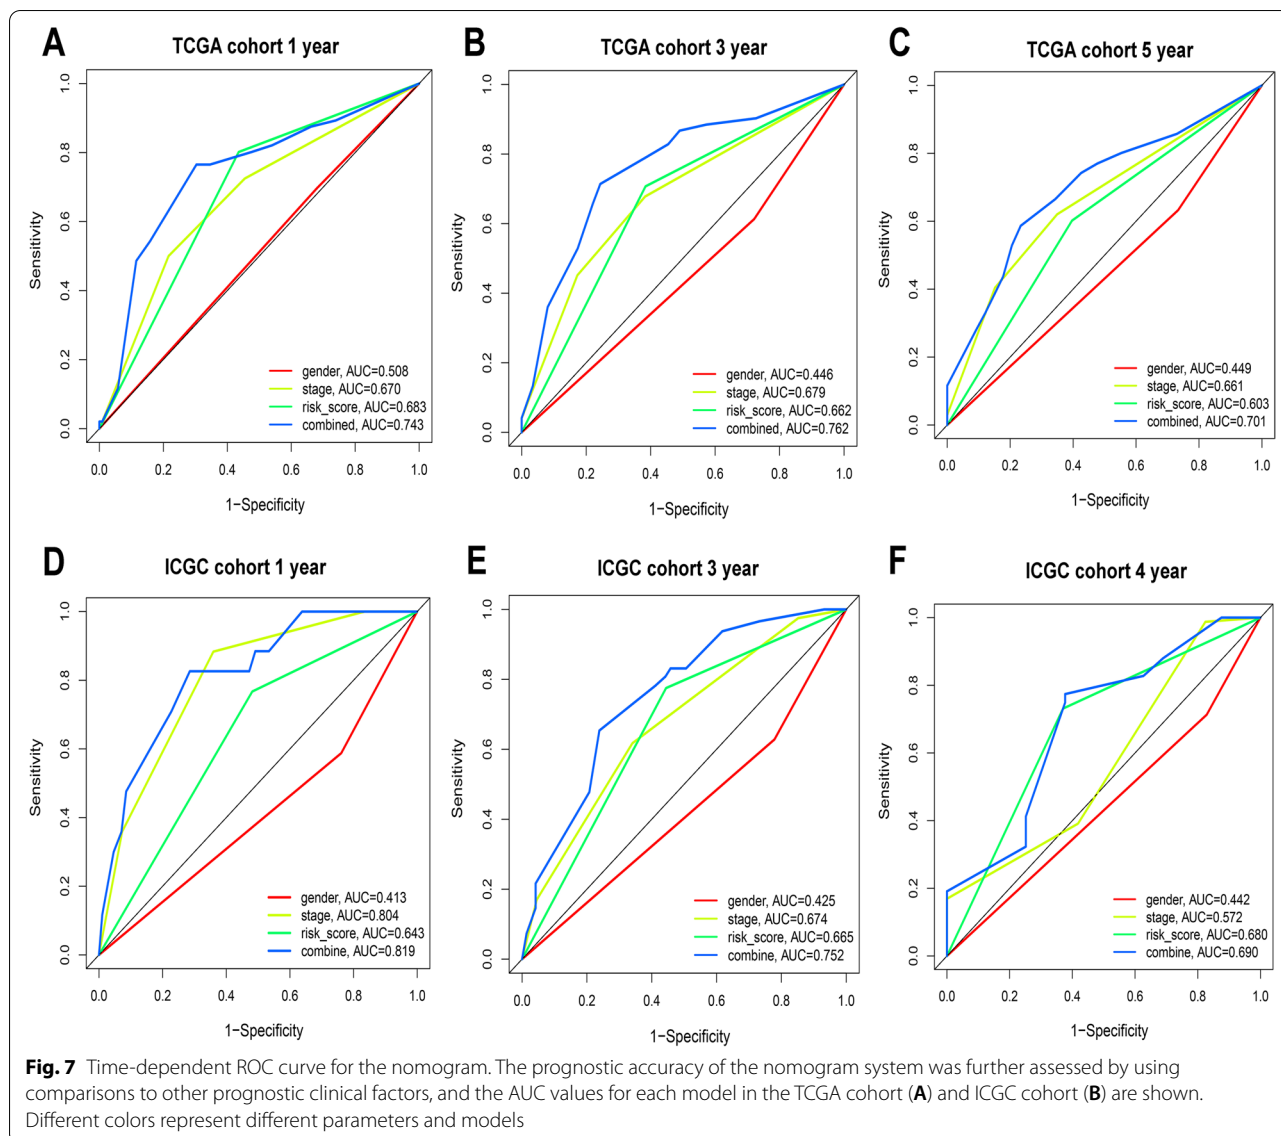 A
TCGA cohort 1 year
Sensitivity
0.0 0.2 0.4 0.6 0.8 1.0
gender, AUC=0.508
stage, AUC=0.670
risk_score, AUC=0.683
combined, AUC=0.743
0.0 0.2 0.4 0.6 0.8 1.0
1−Specificity
B
TCGA cohort 3 year
Sensitivity
0.0 0.2 0.4 0.6 0.8 1.0
gender, AUC=0.446
stage, AUC=0.679
risk_score, AUC=0.662
combined, AUC=0.762
0.0 0.2 0.4 0.6 0.8 1.0
1−Specificity
C
TCGA cohort 5 year
Sensitivity
0.0 0.2 0.4 0.6 0.8 1.0
gender, AUC=0.449
stage, AUC=0.661
risk_score, AUC=0.603
combined, AUC=0.701
0.0 0.2 0.4 0.6 0.8 1.0
1−Specificity
D
ICGC cohort 1 year
Sensitivity
0.0 0.2 0.4 0.6 0.8 1.0
gender, AUC=0.413
stage, AUC=0.804
risk_score, AUC=0.643
combine, AUC=0.819
0.0 0.2 0.4 0.6 0.8 1.0
1−Specificity
E
ICGC cohort 3 year
Sensitivity
0.0 0.2 0.4 0.6 0.8 1.0
gender, AUC=0.425
stage, AUC=0.674
risk_score, AUC=0.665
combine, AUC=0.752
0.0 0.2 0.4 0.6 0.8 1.0
1−Specificity
F
ICGC cohort 4 year
Sensitivity
0.0 0.2 0.4 0.6 0.8 1.0
gender, AUC=0.442
stage, AUC=0.572
risk_score, AUC=0.680
combine, AUC=0.690
0.0 0.2 0.4 0.6 0.8 1.0
1−Specificity
Fig. 7 Time-dependent ROC curve for the nomogram. The prognostic accuracy of the nomogram system was further assessed by using
comparisons to other prognostic clinical factors, and the AUC values for each model in the TCGA cohort (A) and ICGC cohort (B) are shown.
Different colors represent different parameters and models